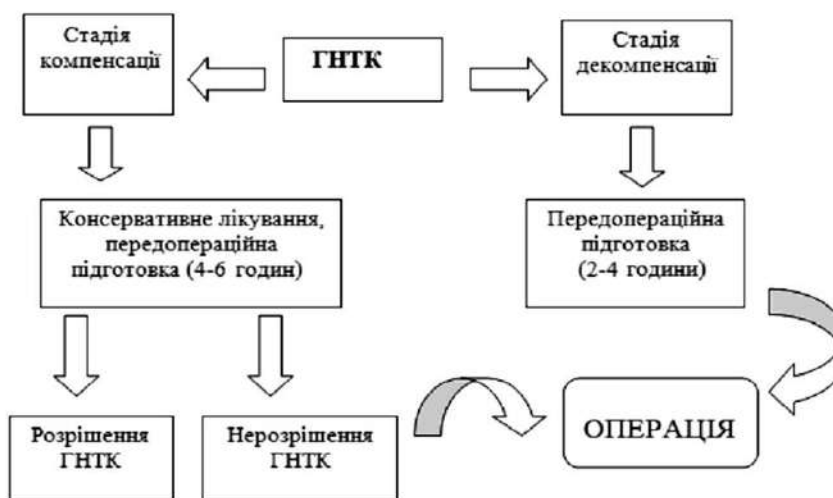 Стадія
компенсації
ГНТК
Стадія
декомпенсації
Консервативне лікування,
передопераційна
підготовка (4-6 годин)
Передопераційна
підготовка
(2-4 години)
Розрішення
ГНТК
Нерозрішення
ГНТК
ОПЕРАЦІЯ